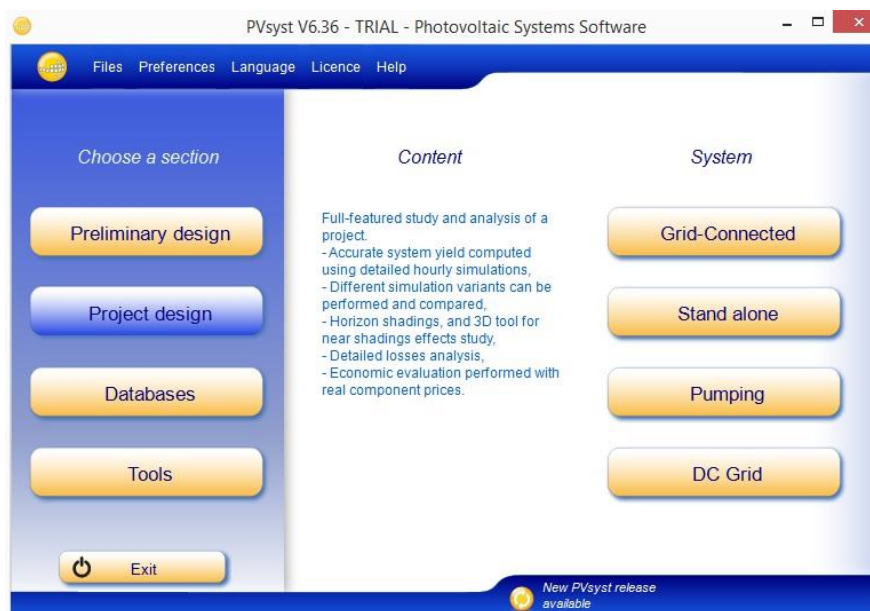 PVsyst V6.36 - TRIAL - Photovoltaic Systems Software
Files Preferences Language Licence Help
Choose a section
Preliminary design
Project design
Databases
Tools
Exit
Content
Full-featured study and analysis of a
project.
- Accurate system yield computed
using detailed hourly simulations,
- Different simulation variants can be
performed and compared,
- Horizon shadings, and 3D tool for
near shadings effects study,
- Detailed losses analysis,
- Economic evaluation performed with
real component prices.
System
Grid-Connected
Stand alone
Pumping
DC Grid
New PVsyst release
available